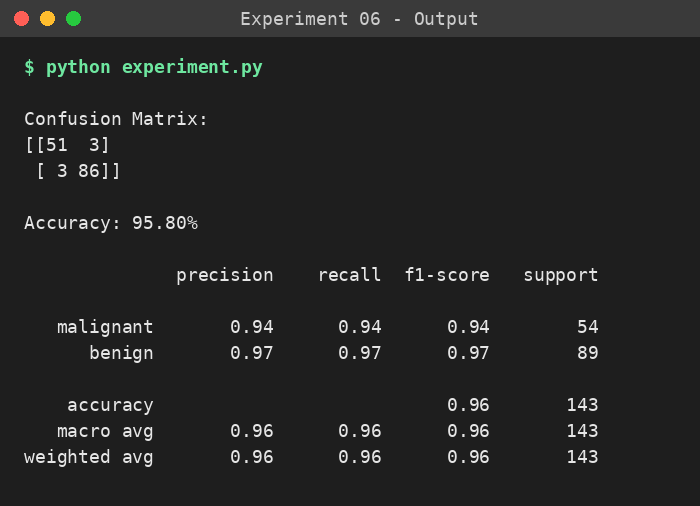 Experiment 06 - Output
$ python experiment.py
Confusion Matrix:
[[51  3]
 [ 3 86]]
Accuracy: 95.80%
              precision    recall  f1-score   support
   malignant       0.94      0.94      0.94        54
      benign       0.97      0.97      0.97        89
    accuracy                           0.96       143
   macro avg       0.96      0.96      0.96       143
weighted avg       0.96      0.96      0.96       143